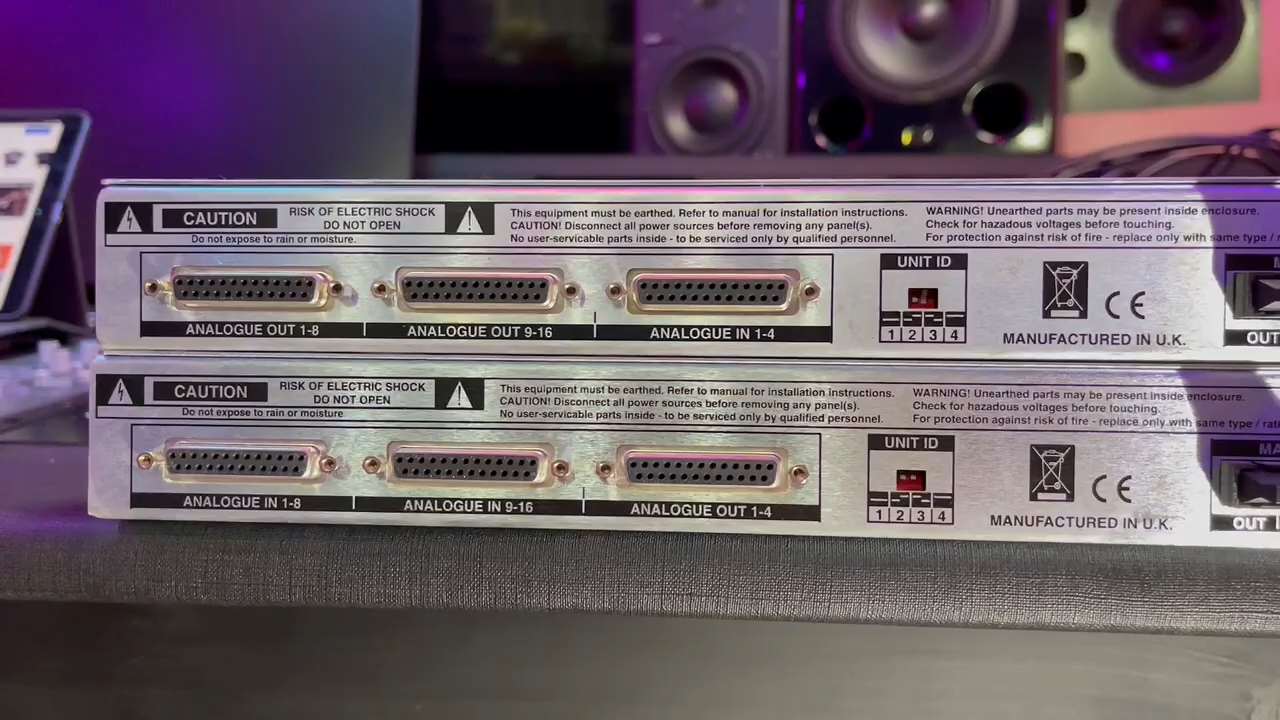 CAUTION
RISK OF ELECTRIC SHOCK
DO NOT OPEN
Do not expose to rain or moisture.
This equipment must be earthed. Refer to manual for installation instructions.
CAUTION! Disconnect all power sources before removing any panel(s).
No user-servicable parts inside - to be serviced only by qualified personnel.
WARNING! Unearthed parts may be present inside enclosure.
Check for hazardous voltages before touching.
For protection against risk of fire - replace only with same type /
ANALOGUE OUT 1-8
ANALOGUE OUT 9-16
ANALOGUE IN 1-4
UNIT ID
1 2 3 4
CE
MANUFACTURED IN U.K.
OUT
CAUTION
RISK OF ELECTRIC SHOCK
DO NOT OPEN
Do not expose to rain or moisture
This equipment must be earthed. Refer to manual for installation instructions.
CAUTION! Disconnect all power sources before removing any panel(s).
No user-servicable parts inside - to be serviced only by qualified personnel.
WARNING! Unearthed parts may be present inside enclosure.
Check for hazardous voltages before touching.
For protection against risk of fire - replace only with same type /
ANALOGUE IN 1-8
ANALOGUE IN 9-16
ANALOGUE OUT 1-4
UNIT ID
1 2 3 4
CE
MANUFACTURED IN U.K.
MA
OUT